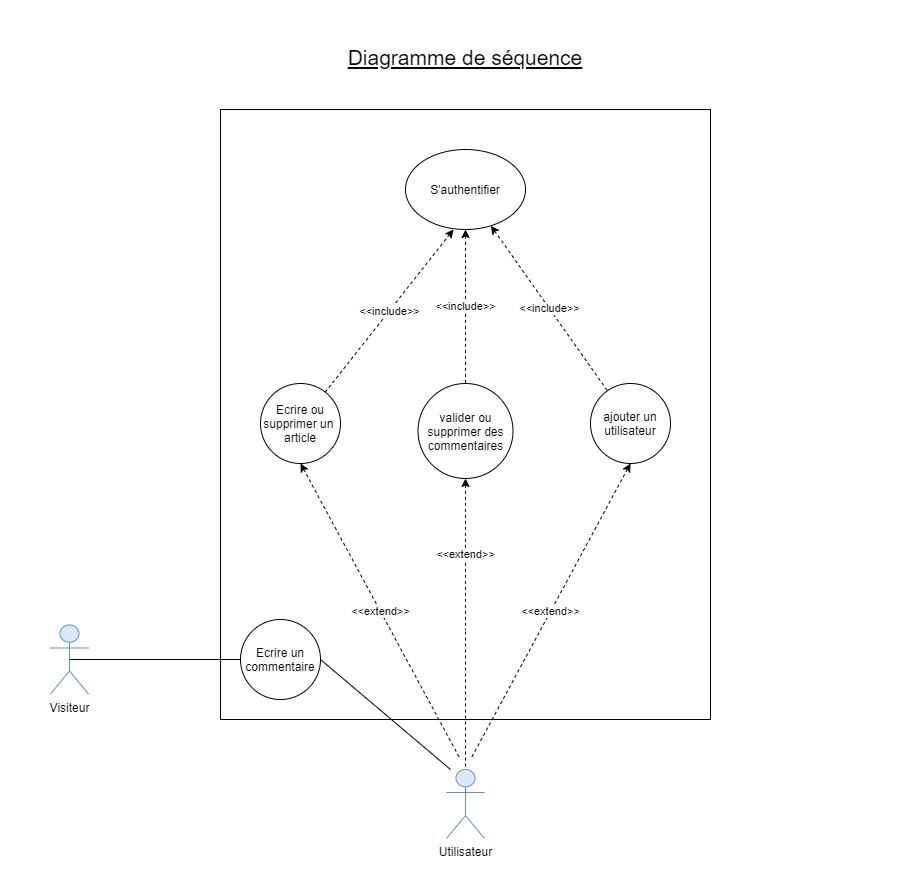 Diagramme de séquence
S'authentifier
<<include>>
<<include>>
<<include>>
Ecrire ou
supprimer un
article
valider ou
supprimer des
commentaires
ajouter un
utilisateur
<<extend>>
<<extend>>
<<extend>>
Ecrire un
commentaire
Visiteur
Utilisateur